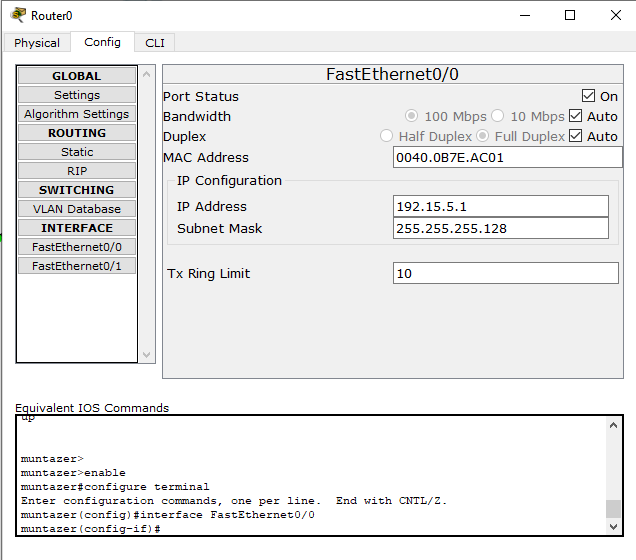 Router0
Physical Config CLI
GLOBAL
Settings
Algorithm Settings
ROUTING
Static
RIP
SWITCHING
VLAN Database
INTERFACE
FastEthernet0/0
FastEthernet0/1
FastEthernet0/0
Port Status On
Bandwidth 100 Mbps 10 Mbps Auto
Duplex Half Duplex Full Duplex Auto
MAC Address 0040.0B7E.AC01
IP Configuration
IP Address 192.15.5.1
Subnet Mask 255.255.255.128
Tx Ring Limit 10
Equivalent IOS Commands
up
muntazer>
muntazer>enable
muntazer#configure terminal
Enter configuration commands, one per line.  End with CNTL/Z.
muntazer(config)#interface FastEthernet0/0
muntazer(config-if)#